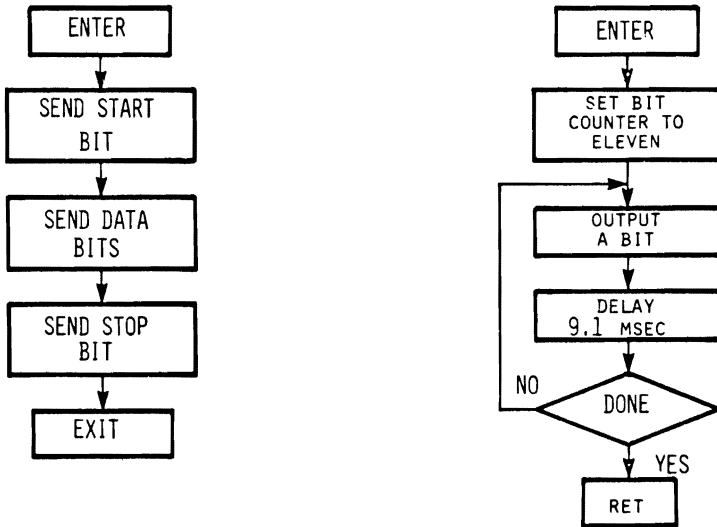 ENTER
SEND START
BIT
SEND DATA
BITS
SEND STOP
BIT
EXIT
ENTER
SET BIT
COUNTER TO
ELEVEN
OUTPUT
A BIT
DELAY
9.1 MSEC
NO
DONE
YES
RET